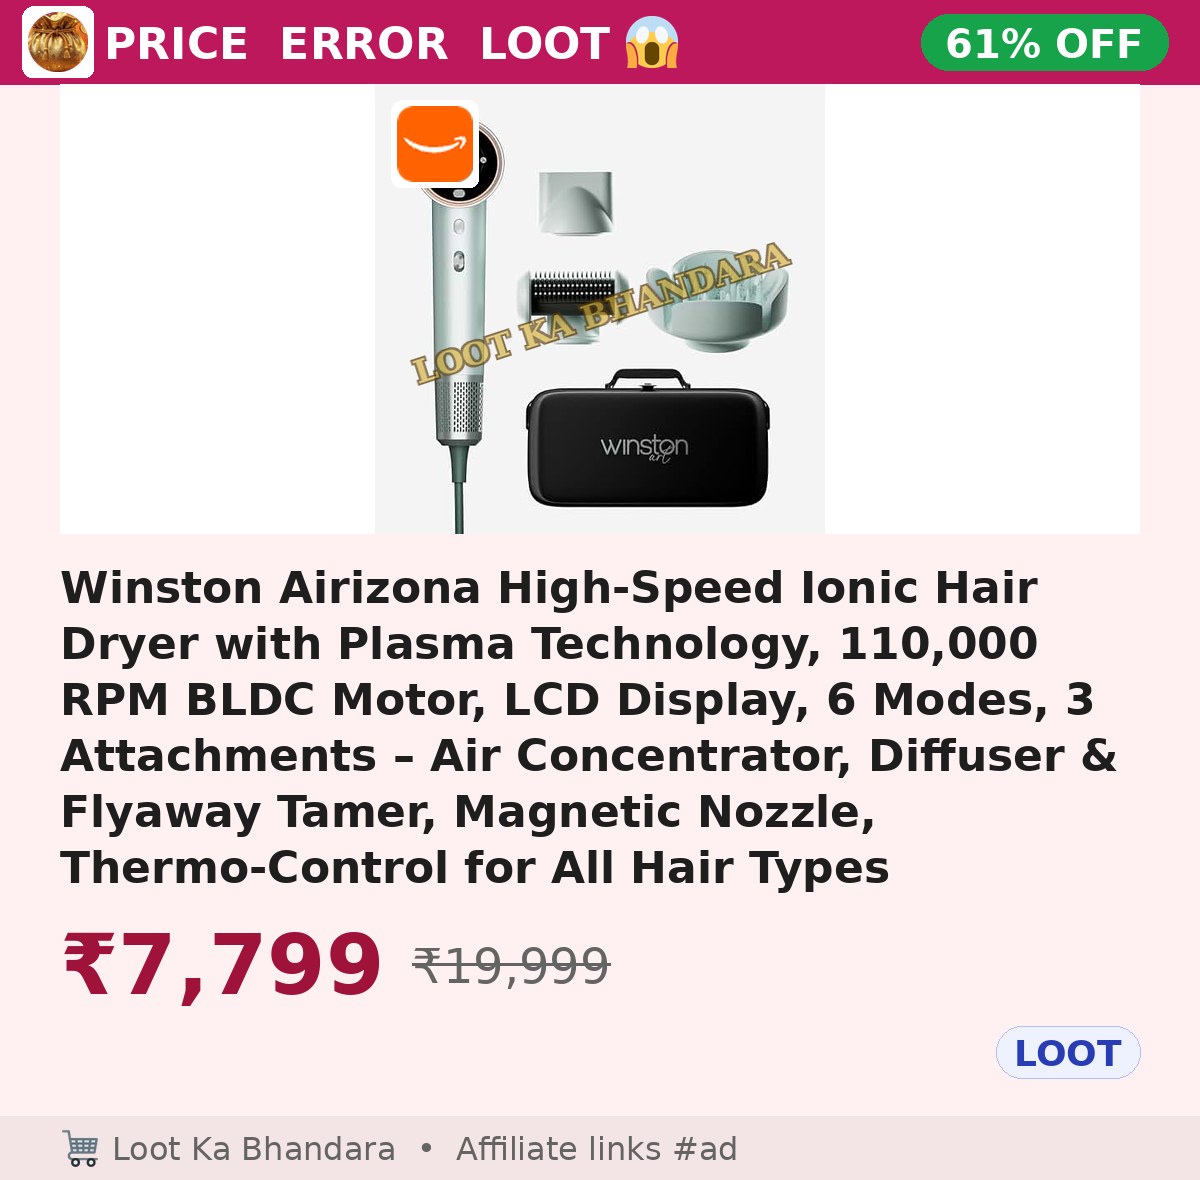 PRICE ERROR LOOT 😱
61% OFF
LOOT KA BHANDARA
winston
art
Winston Airizona High-Speed Ionic Hair
Dryer with Plasma Technology, 110,000
RPM BLDC Motor, LCD Display, 6 Modes, 3
Attachments – Air Concentrator, Diffuser &
Flyaway Tamer, Magnetic Nozzle,
Thermo-Control for All Hair Types
₹7,799 ₹19,999
LOOT
🛒 Loot Ka Bhandara • Affiliate links #ad